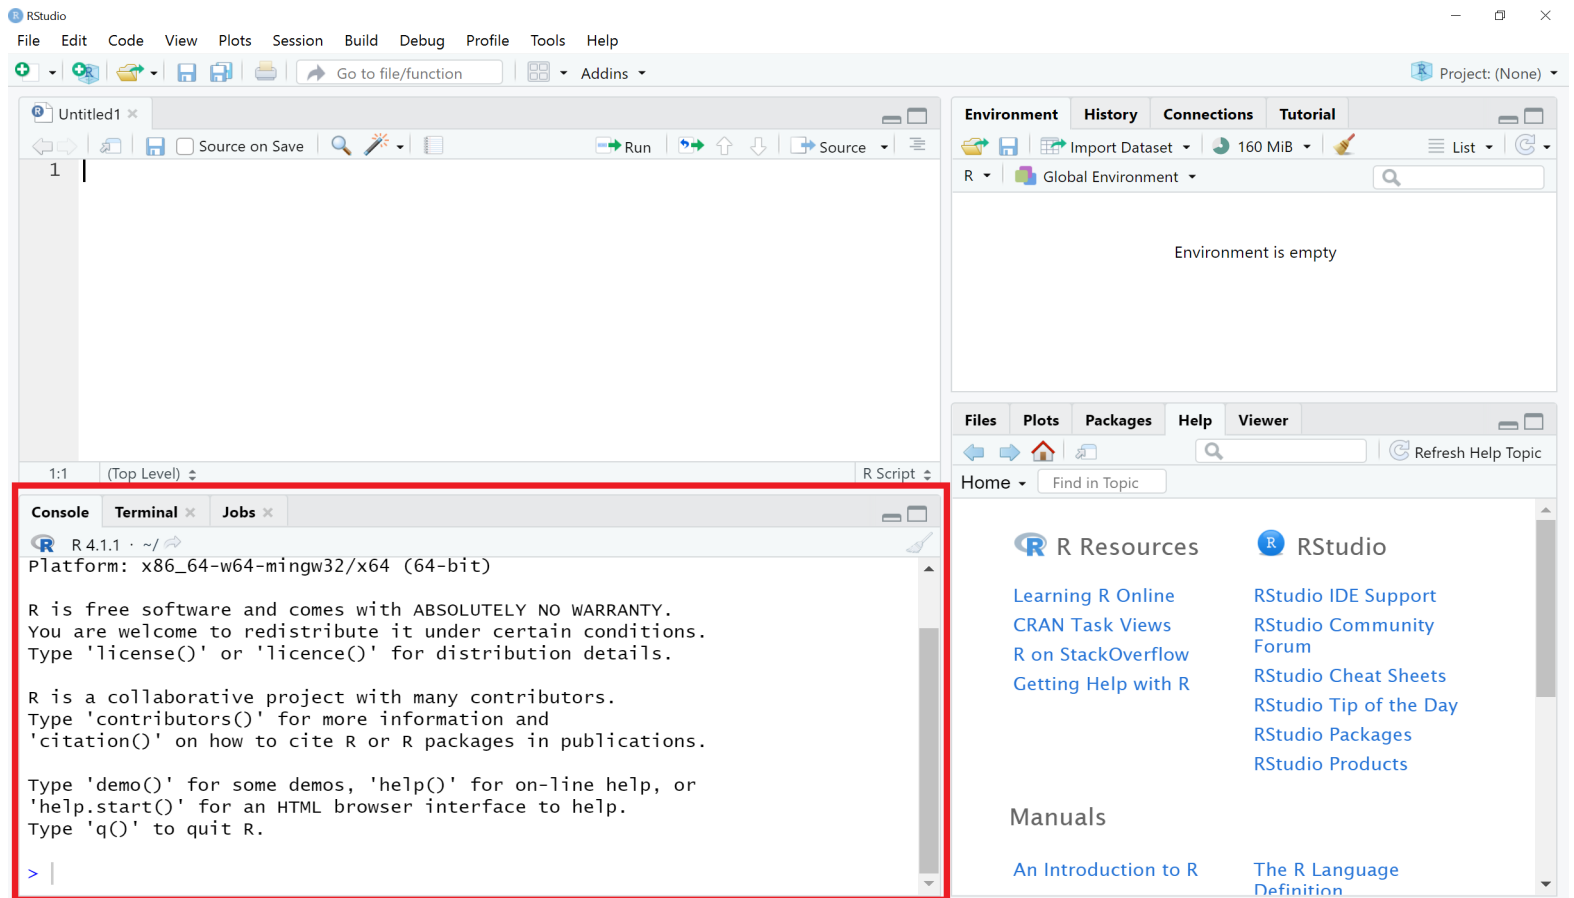 RStudio
File Edit Code View Plots Session Build Debug Profile Tools Help
Go to file/function Addins Project: (None)
Untitled1
Source on Save Run Source
1
1:1 (Top Level) R Script
Console Terminal Jobs
R 4.1.1 · ~/
Platform: x86_64-w64-mingw32/x64 (64-bit)
R is free software and comes with ABSOLUTELY NO WARRANTY.
You are welcome to redistribute it under certain conditions.
Type 'license()' or 'licence()' for distribution details.
R is a collaborative project with many contributors.
Type 'contributors()' for more information and
'citation()' on how to cite R or R packages in publications.
Type 'demo()' for some demos, 'help()' for on-line help, or
'help.start()' for an HTML browser interface to help.
Type 'q()' to quit R.
>
Environment History Connections Tutorial
Import Dataset 160 MiB List
R Global Environment
Environment is empty
Files Plots Packages Help Viewer
Refresh Help Topic
Home Find in Topic
R Resources
Learning R Online
CRAN Task Views
R on StackOverflow
Getting Help with R
RStudio
RStudio IDE Support
RStudio Community
Forum
RStudio Cheat Sheets
RStudio Tip of the Day
RStudio Packages
RStudio Products
Manuals
An Introduction to R
The R Language
Definition